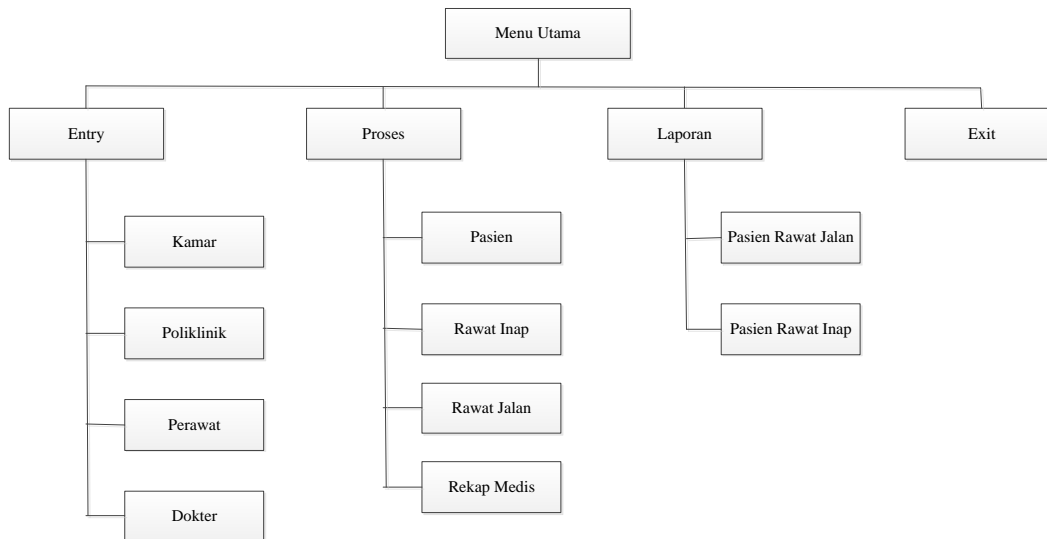 Menu Utama
Entry
Proses
Laporan
Exit
Kamar
Poliklinik
Perawat
Dokter
Pasien
Rawat Inap
Rawat Jalan
Rekap Medis
Pasien Rawat Jalan
Pasien Rawat Inap